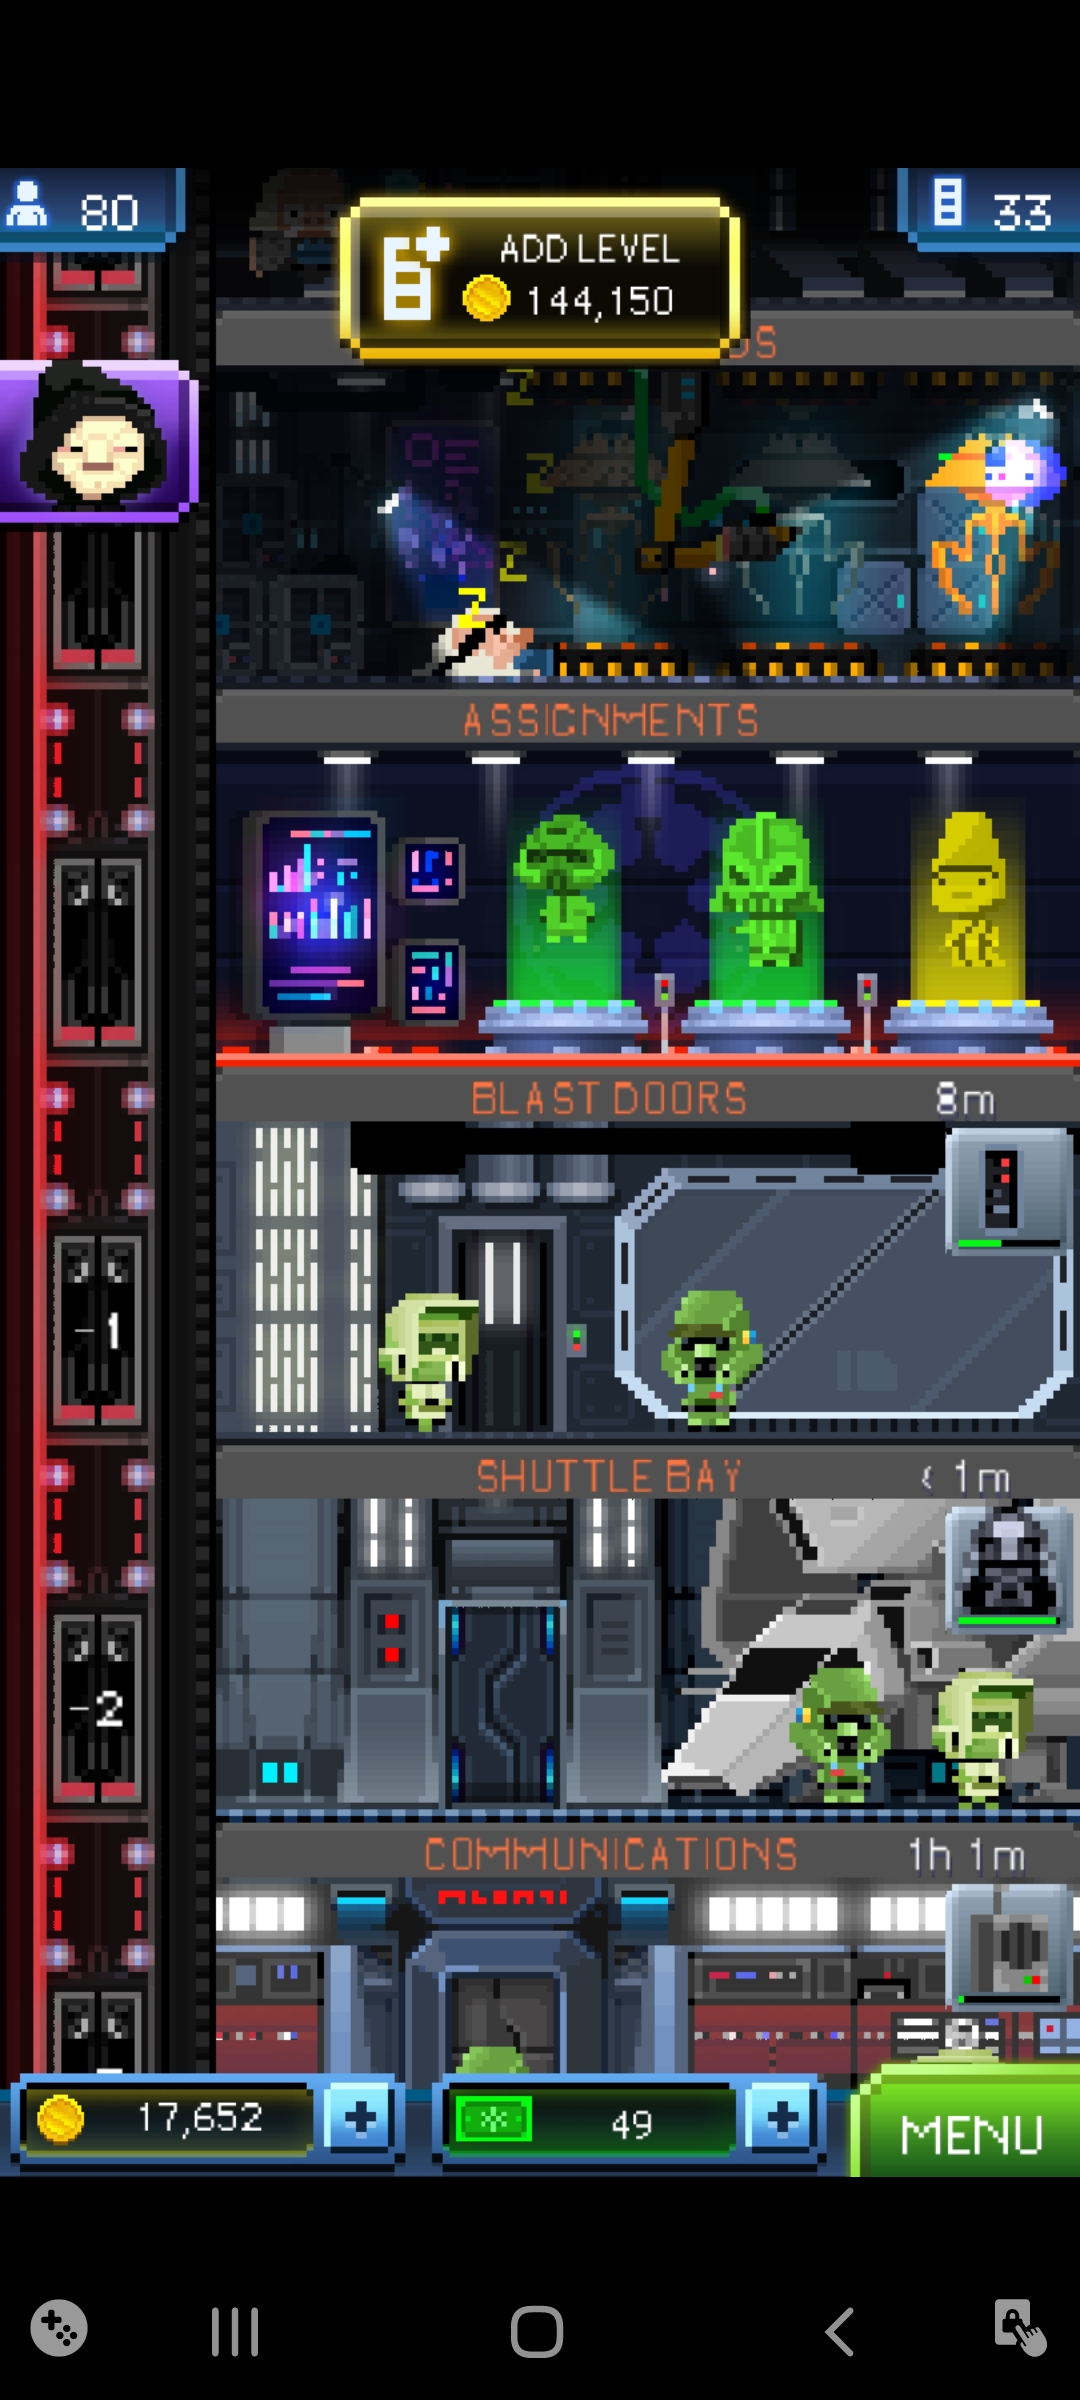 80
33
ADD LEVEL
144,150
DS
Z
Z
Z
Z
ASSIGNMENTS
BLAST DOORS 8m
-1
SHUTTLE BAY < 1m
-2
COMMUNICATIONS 1h 1m
17,652
49
MENU